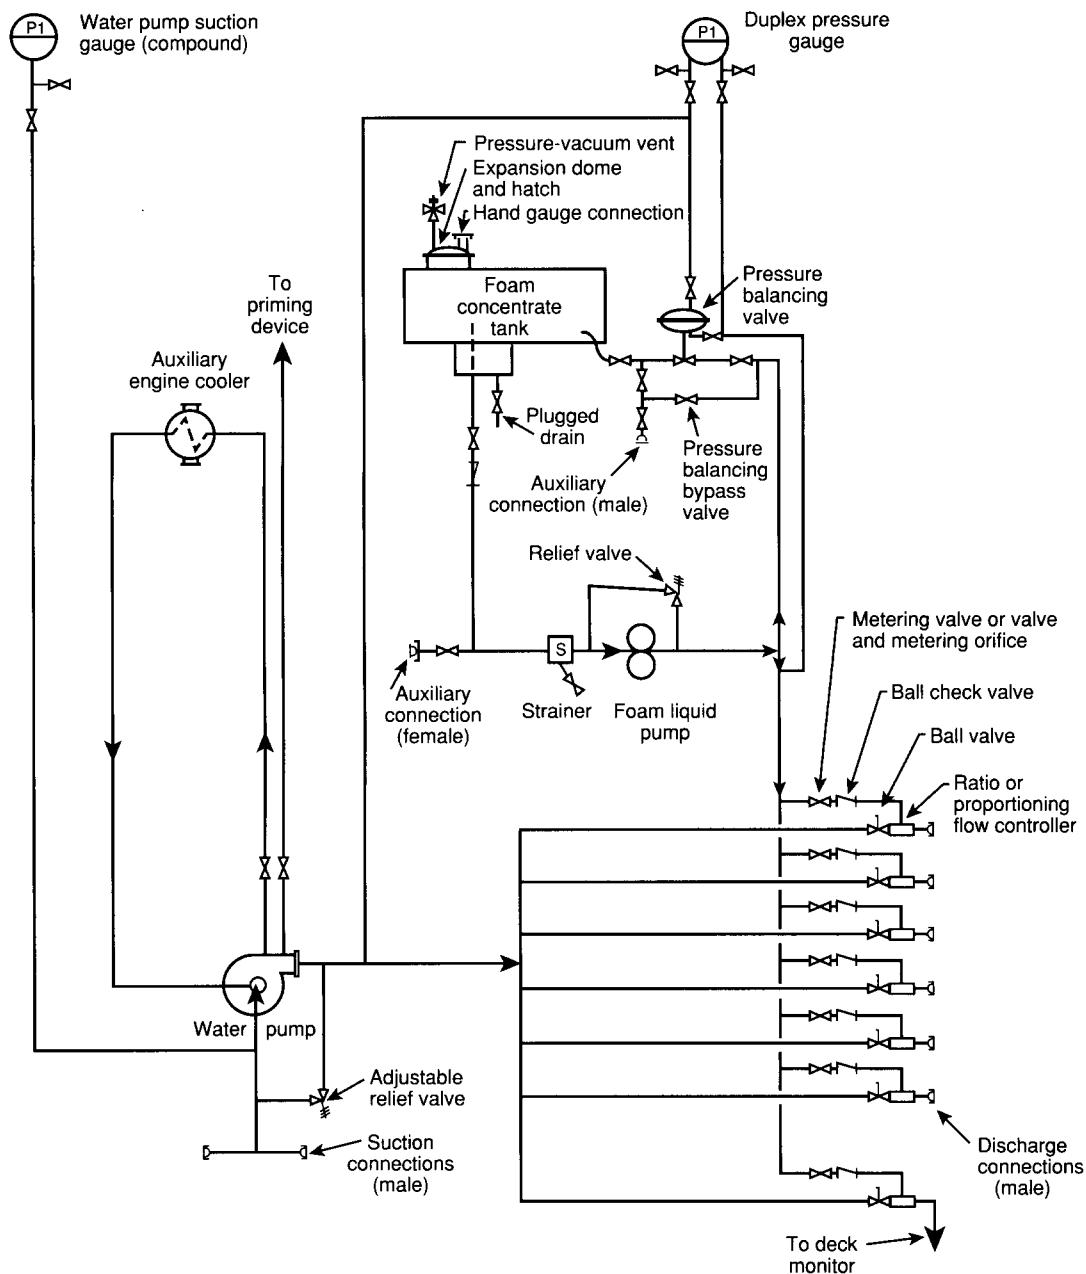 P1
Water pump suction
gauge (compound)
P1
Duplex pressure
gauge
Pressure-vacuum vent
Expansion dome
and hatch
Hand gauge connection
Foam
concentrate
tank
Pressure
balancing
valve
To
priming
device
Auxiliary
engine cooler
Plugged
drain
Auxiliary
connection (male)
Pressure
balancing
bypass
valve
Relief valve
S
Auxiliary
connection
(female)
Strainer
Foam liquid
pump
Metering valve or valve
and metering orifice
Ball check valve
Ball valve
Ratio or
proportioning
flow controller
Water pump
Adjustable
relief valve
Suction
connections
(male)
Discharge
connections
(male)
To deck
monitor